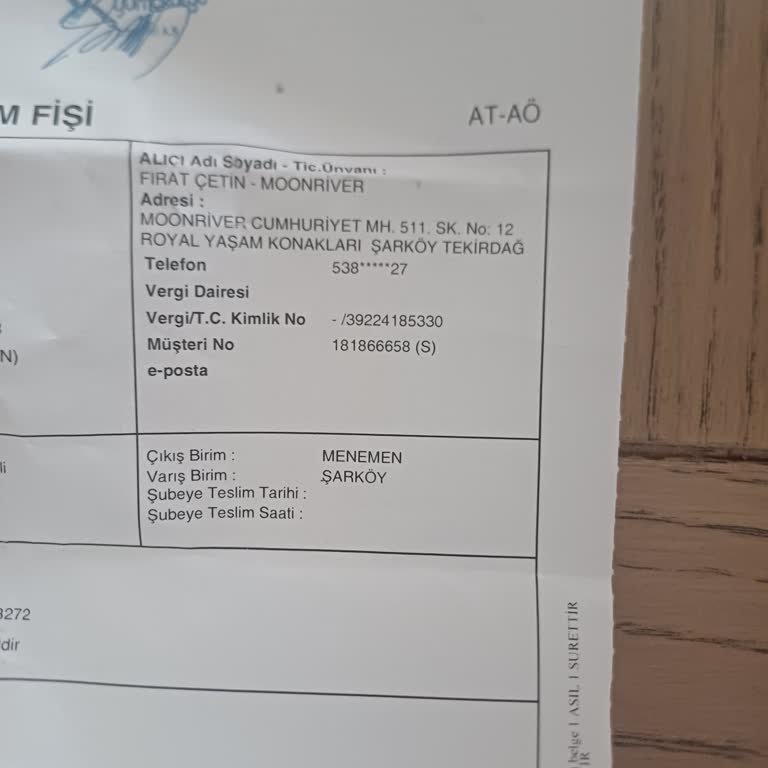 M FİŞİ
AT-AÖ
ALICI Adı Soyadı - Tic.Ünvanı :
FIRAT ÇETİN - MOONRİVER
Adresi :
MOONRİVER CUMHURİYET MH. 511. SK. No: 12
ROYAL YAŞAM KONAKLARI ŞARKÖY TEKİRDAĞ
Telefon 538*****27
Vergi Dairesi
Vergi/T.C. Kimlik No - /39224185330
Müşteri No 181866658 (S)
e-posta
N)
li
Çıkış Birim : MENEMEN
Varış Birim : ŞARKÖY
Şubeye Teslim Tarihi :
Şubeye Teslim Saati :
3272
dir
belge 1 ASIL 1 SURETTİR
İR